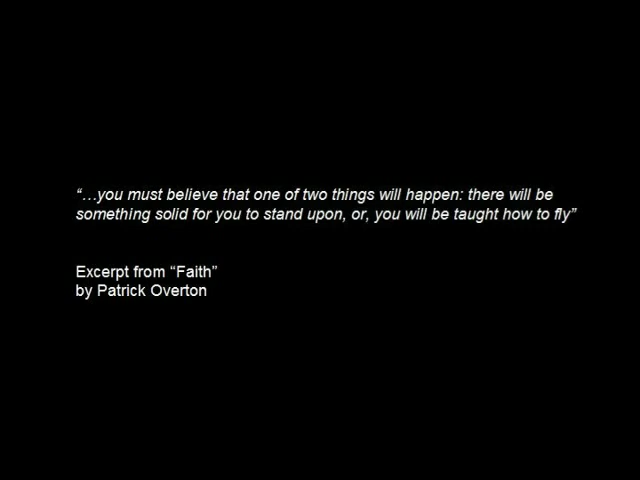 “…you must believe that one of two things will happen: there will be
something solid for you to stand upon, or, you will be taught how to fly”
Excerpt from “Faith”
by Patrick Overton